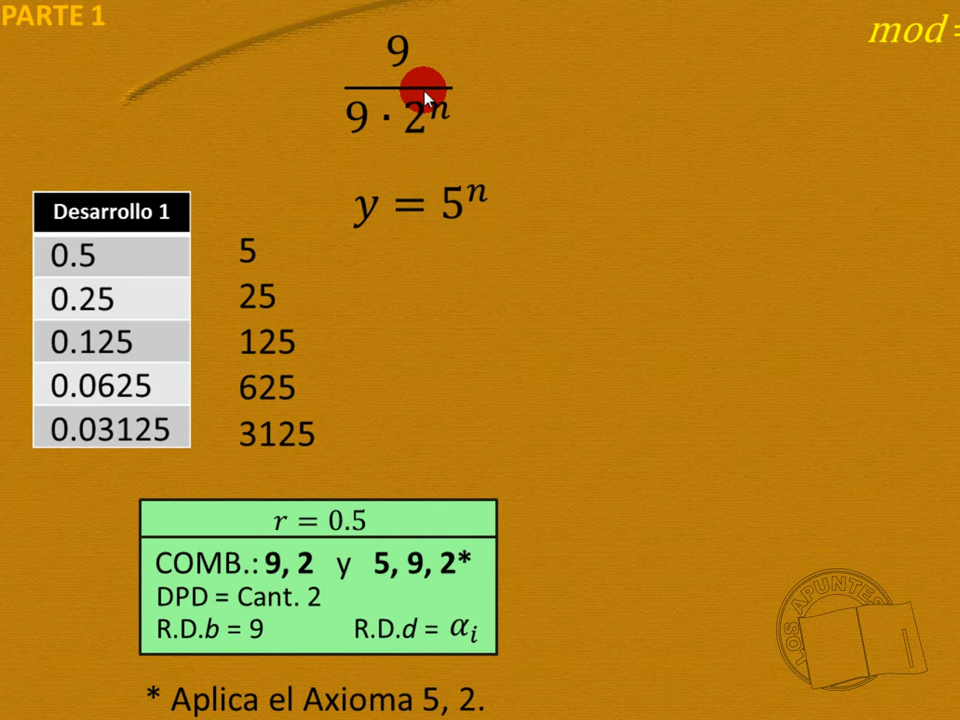 PARTE 1
mod =
9
9 · 2ⁿ
y = 5ⁿ
Desarrollo 1
0.5 5
0.25 25
0.125 125
0.0625 625
0.03125 3125
r = 0.5
COMB.: 9, 2 y 5, 9, 2*
DPD = Cant. 2
R.D.b = 9 R.D.d = αᵢ
* Aplica el Axioma 5, 2.
LOS APUNTES